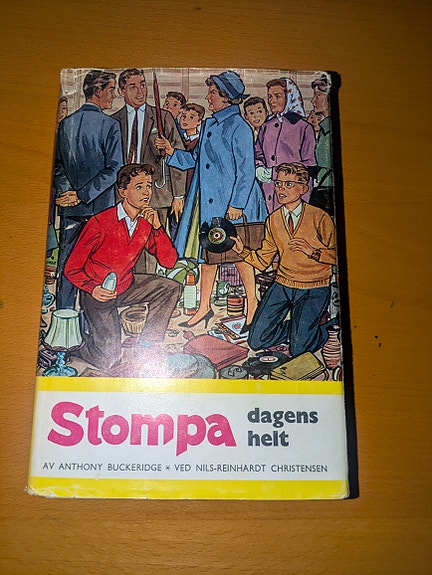 Stompa dagens
helt
AV ANTHONY BUCKERIDGE * VED NILS-REINHARDT CHRISTENSEN